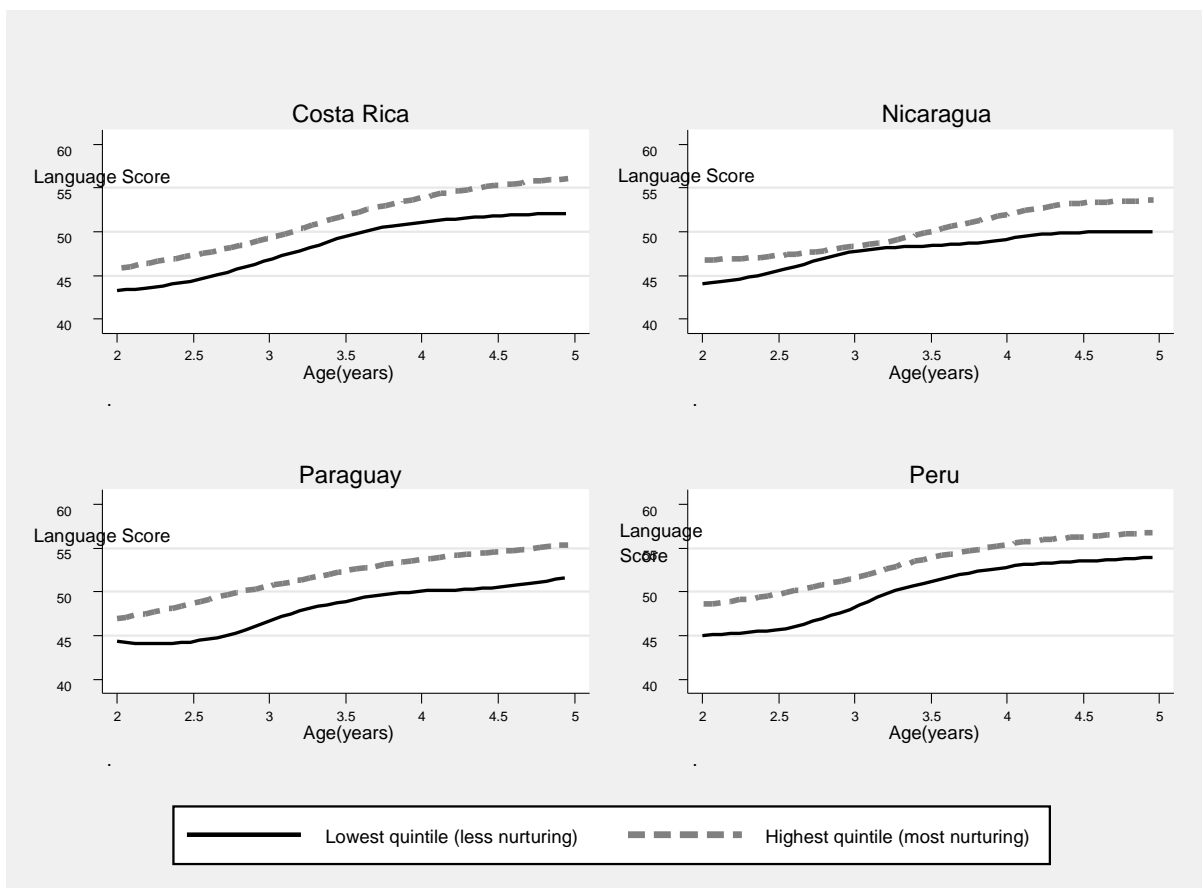 Costa Rica
60
Language Score
55
50
45
40
2 2.5 3 3.5 4 4.5 5
Age(years)
.
Nicaragua
60
Language Score
55
50
45
40
2 2.5 3 3.5 4 4.5 5
Age(years)
.
Paraguay
60
Language Score
55
50
45
40
2 2.5 3 3.5 4 4.5 5
Age(years)
.
Peru
60
Language
Score
55
50
45
40
2 2.5 3 3.5 4 4.5 5
Age(years)
.
Lowest quintile (less nurturing) Highest quintile (most nurturing)